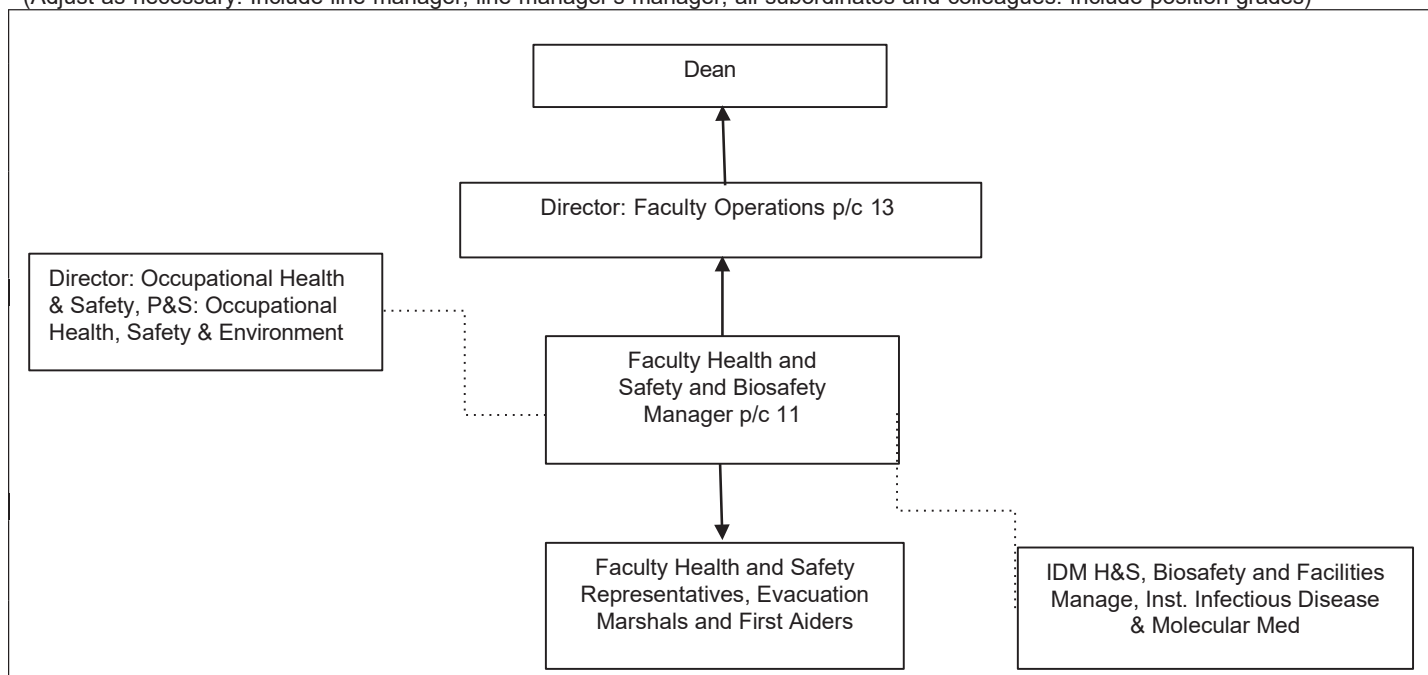 (Adjust as necessary. Include line manager, line manager's manager, all subordinates and colleagues. Include position grades)
Dean
Director: Faculty Operations p/c 13
Director: Occupational Health
& Safety, P&S: Occupational
Health, Safety & Environment
Faculty Health and
Safety and Biosafety
Manager p/c 11
Faculty Health and Safety
Representatives, Evacuation
Marshals and First Aiders
IDM H&S, Biosafety and Facilities
Manage, Inst. Infectious Disease
& Molecular Med